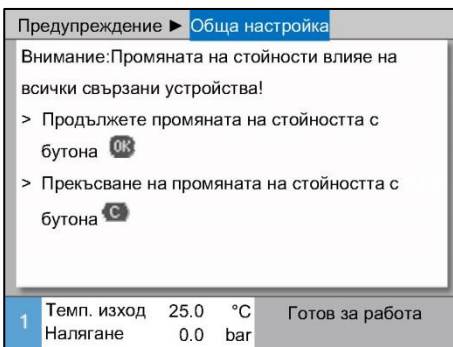 Предупреждение ► Обща настройка
Внимание:Промяната на стойности влияе на
всички свързани устройства!
> Продължете промяната на стойността с
бутона OK
> Прекъсване на промяната на стойността с
бутона C
1 Темп. изход 25.0 °C Готов за работа
Налягане 0.0 bar